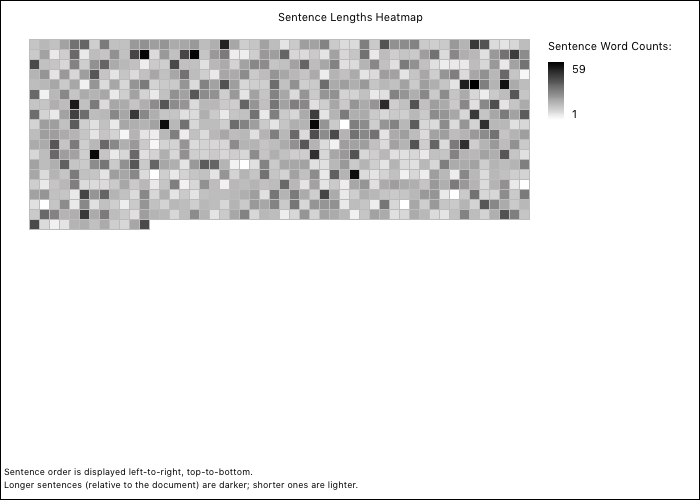 Sentence Lengths Heatmap
Sentence Word Counts:
59
1
Sentence order is displayed left-to-right, top-to-bottom.
Longer sentences (relative to the document) are darker; shorter ones are lighter.